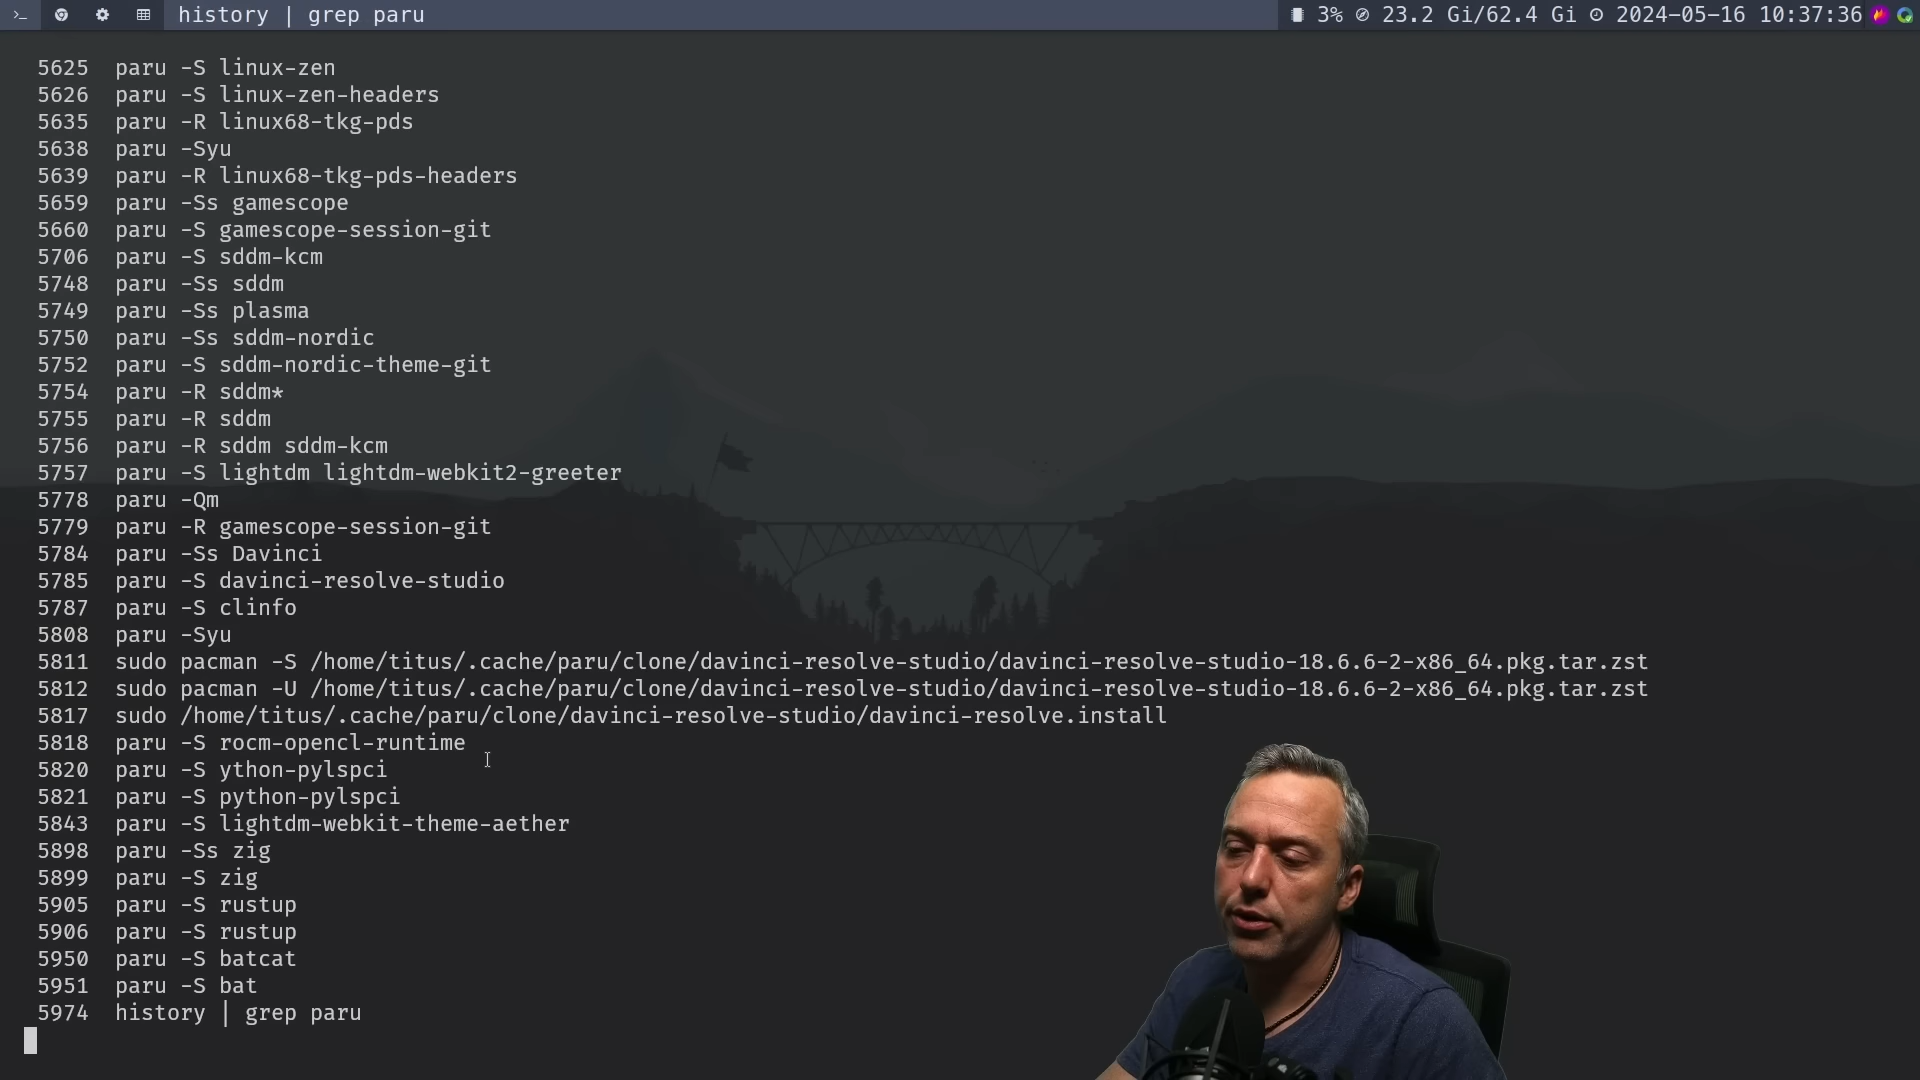 history | grep paru
3% 23.2 Gi/62.4 Gi 2024-05-16 10:37:36
5625 paru -S linux-zen
5626 paru -S linux-zen-headers
5635 paru -R linux68-tkg-pds
5638 paru -Syu
5639 paru -R linux68-tkg-pds-headers
5659 paru -Ss gamescope
5660 paru -S gamescope-session-git
5706 paru -S sddm-kcm
5748 paru -Ss sddm
5749 paru -Ss plasma
5750 paru -Ss sddm-nordic
5752 paru -S sddm-nordic-theme-git
5754 paru -R sddm*
5755 paru -R sddm
5756 paru -R sddm sddm-kcm
5757 paru -S lightdm lightdm-webkit2-greeter
5778 paru -Qm
5779 paru -R gamescope-session-git
5784 paru -Ss Davinci
5785 paru -S davinci-resolve-studio
5787 paru -S clinfo
5808 paru -Syu
5811 sudo pacman -S /home/titus/.cache/paru/clone/davinci-resolve-studio/davinci-resolve-studio-18.6.6-2-x86_64.pkg.tar.zst
5812 sudo pacman -U /home/titus/.cache/paru/clone/davinci-resolve-studio/davinci-resolve-studio-18.6.6-2-x86_64.pkg.tar.zst
5817 sudo /home/titus/.cache/paru/clone/davinci-resolve-studio/davinci-resolve.install
5818 paru -S rocm-opencl-runtime
5820 paru -S ython-pylspci
5821 paru -S python-pylspci
5843 paru -S lightdm-webkit-theme-aether
5898 paru -Ss zig
5899 paru -S zig
5905 paru -S rustup
5906 paru -S rustup
5950 paru -S batcat
5951 paru -S bat
5974 history | grep paru